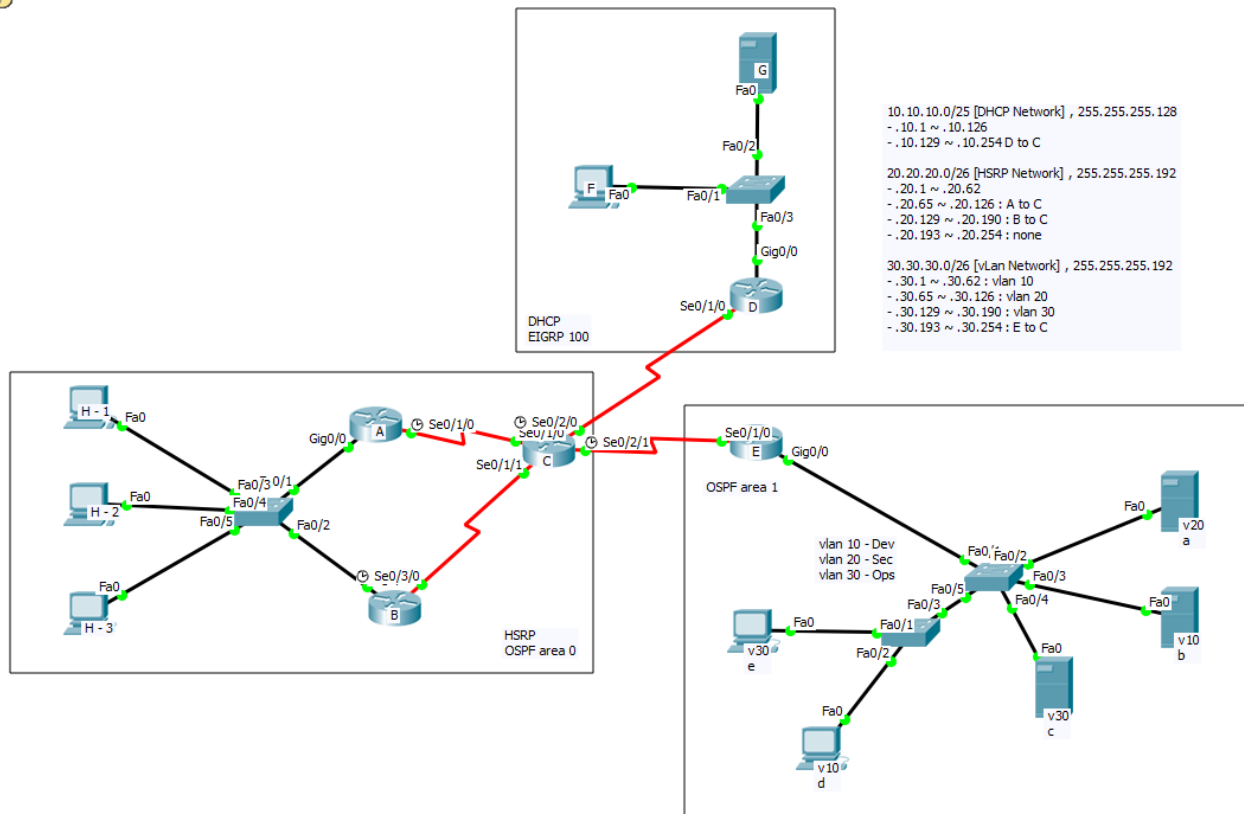 G
Fa0
Fa0/2
F
Fa0
Fa0/1
Fa0/3
Gig0/0
Se0/1/0
D
DHCP
EIGRP 100
10.10.10.0/25 [DHCP Network] , 255.255.255.128
- .10.1 ~ .10.126
- .10.129 ~ .10.254 D to C
20.20.20.0/26 [HSRP Network] , 255.255.255.192
- .20.1 ~ .20.62
- .20.65 ~ .20.126 : A to C
- .20.129 ~ .20.190 : B to C
- .20.193 ~ .20.254 : none
30.30.30.0/26 [vLan Network] , 255.255.255.192
- .30.1 ~ .30.62 : vlan 10
- .30.65 ~ .30.126 : vlan 20
- .30.129 ~ .30.190 : vlan 30
- .30.193 ~ .30.254 : E to C
H - 1
Fa0
A
Se0/1/0
Gig0/0
Se0/2/0
Se0/1/0
C
Se0/2/1
Se0/1/1
H - 2
Fa0
Fa0/3
0/1
Fa0/4
Fa0/5
Fa0/2
H - 3
Fa0
Se0/3/0
B
HSRP
OSPF area 0
Se0/1/0
E
Gig0/0
OSPF area 1
vlan 10 - Dev
vlan 20 - Sec
vlan 30 - Ops
Fa0
v20
a
Fa0/2
Fa0/3
Fa0/5
Fa0/4
Fa0
v10
b
Fa0/3
Fa0/1
Fa0/2
Fa0
v30
e
Fa0
v30
c
Fa0
v10
d